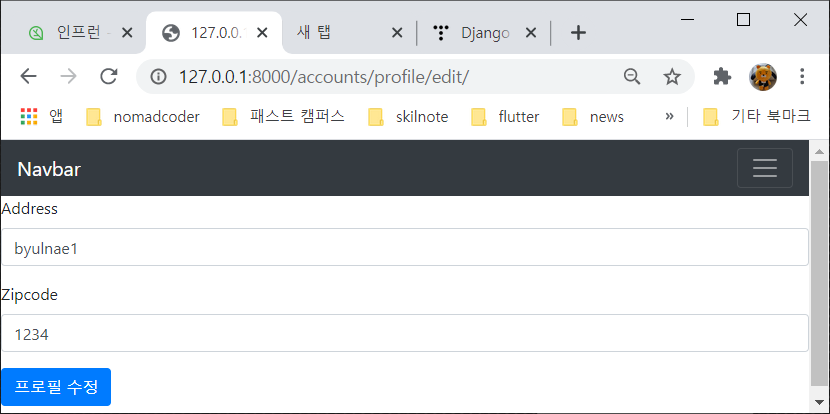 인프런
127.0.0.
새 탭
Django
127.0.0.1:8000/accounts/profile/edit/
앱 nomadcoder 패스트 캠퍼스 skilnote flutter news » 기타 북마크
Navbar
Address
byulnae1
Zipcode
1234
프로필 수정